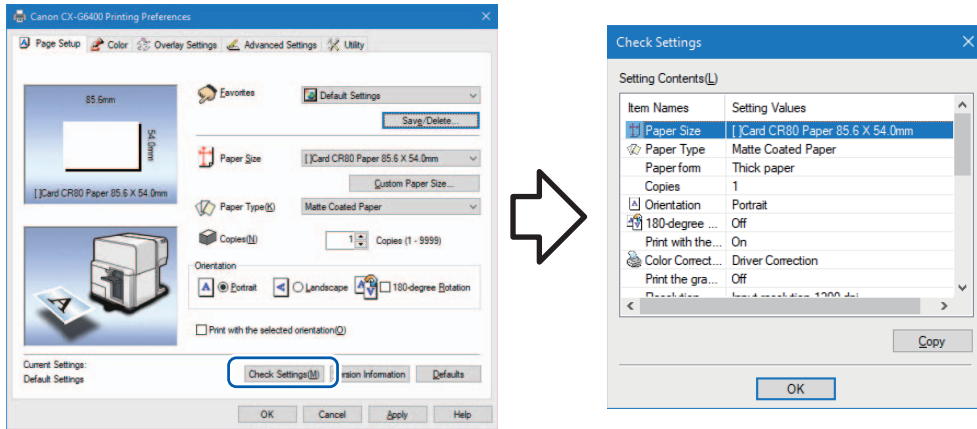 Canon CX-G6400 Printing Preferences
Page Setup Color Overlay Settings Advanced Settings Utility
85.6mm
54.0mm
[ ]Card CR80 Paper 85.6 X 54.0mm
Favorites Default Settings
Save/Delete...
Paper Size [ ]Card CR80 Paper 85.6 X 54.0mm
Custom Paper Size...
Paper Type(K) Matte Coated Paper
Copies(N) 1 Copies (1 - 9999)
Orientation
A Portrait A Landscape 180-degree Rotation
Print with the selected orientation(O)
Current Settings:
Default Settings
Check Settings(M) rsion Information Defaults
OK Cancel Apply Help
Check Settings
Setting Contents(L)
Item Names Setting Values
Paper Size [ ]Card CR80 Paper 85.6 X 54.0mm
Paper Type Matte Coated Paper
Paper form Thick paper
Copies 1
Orientation Portrait
180-degree ... Off
Print with the... On
Color Correct... Driver Correction
Print the gra... Off
Copy
OK